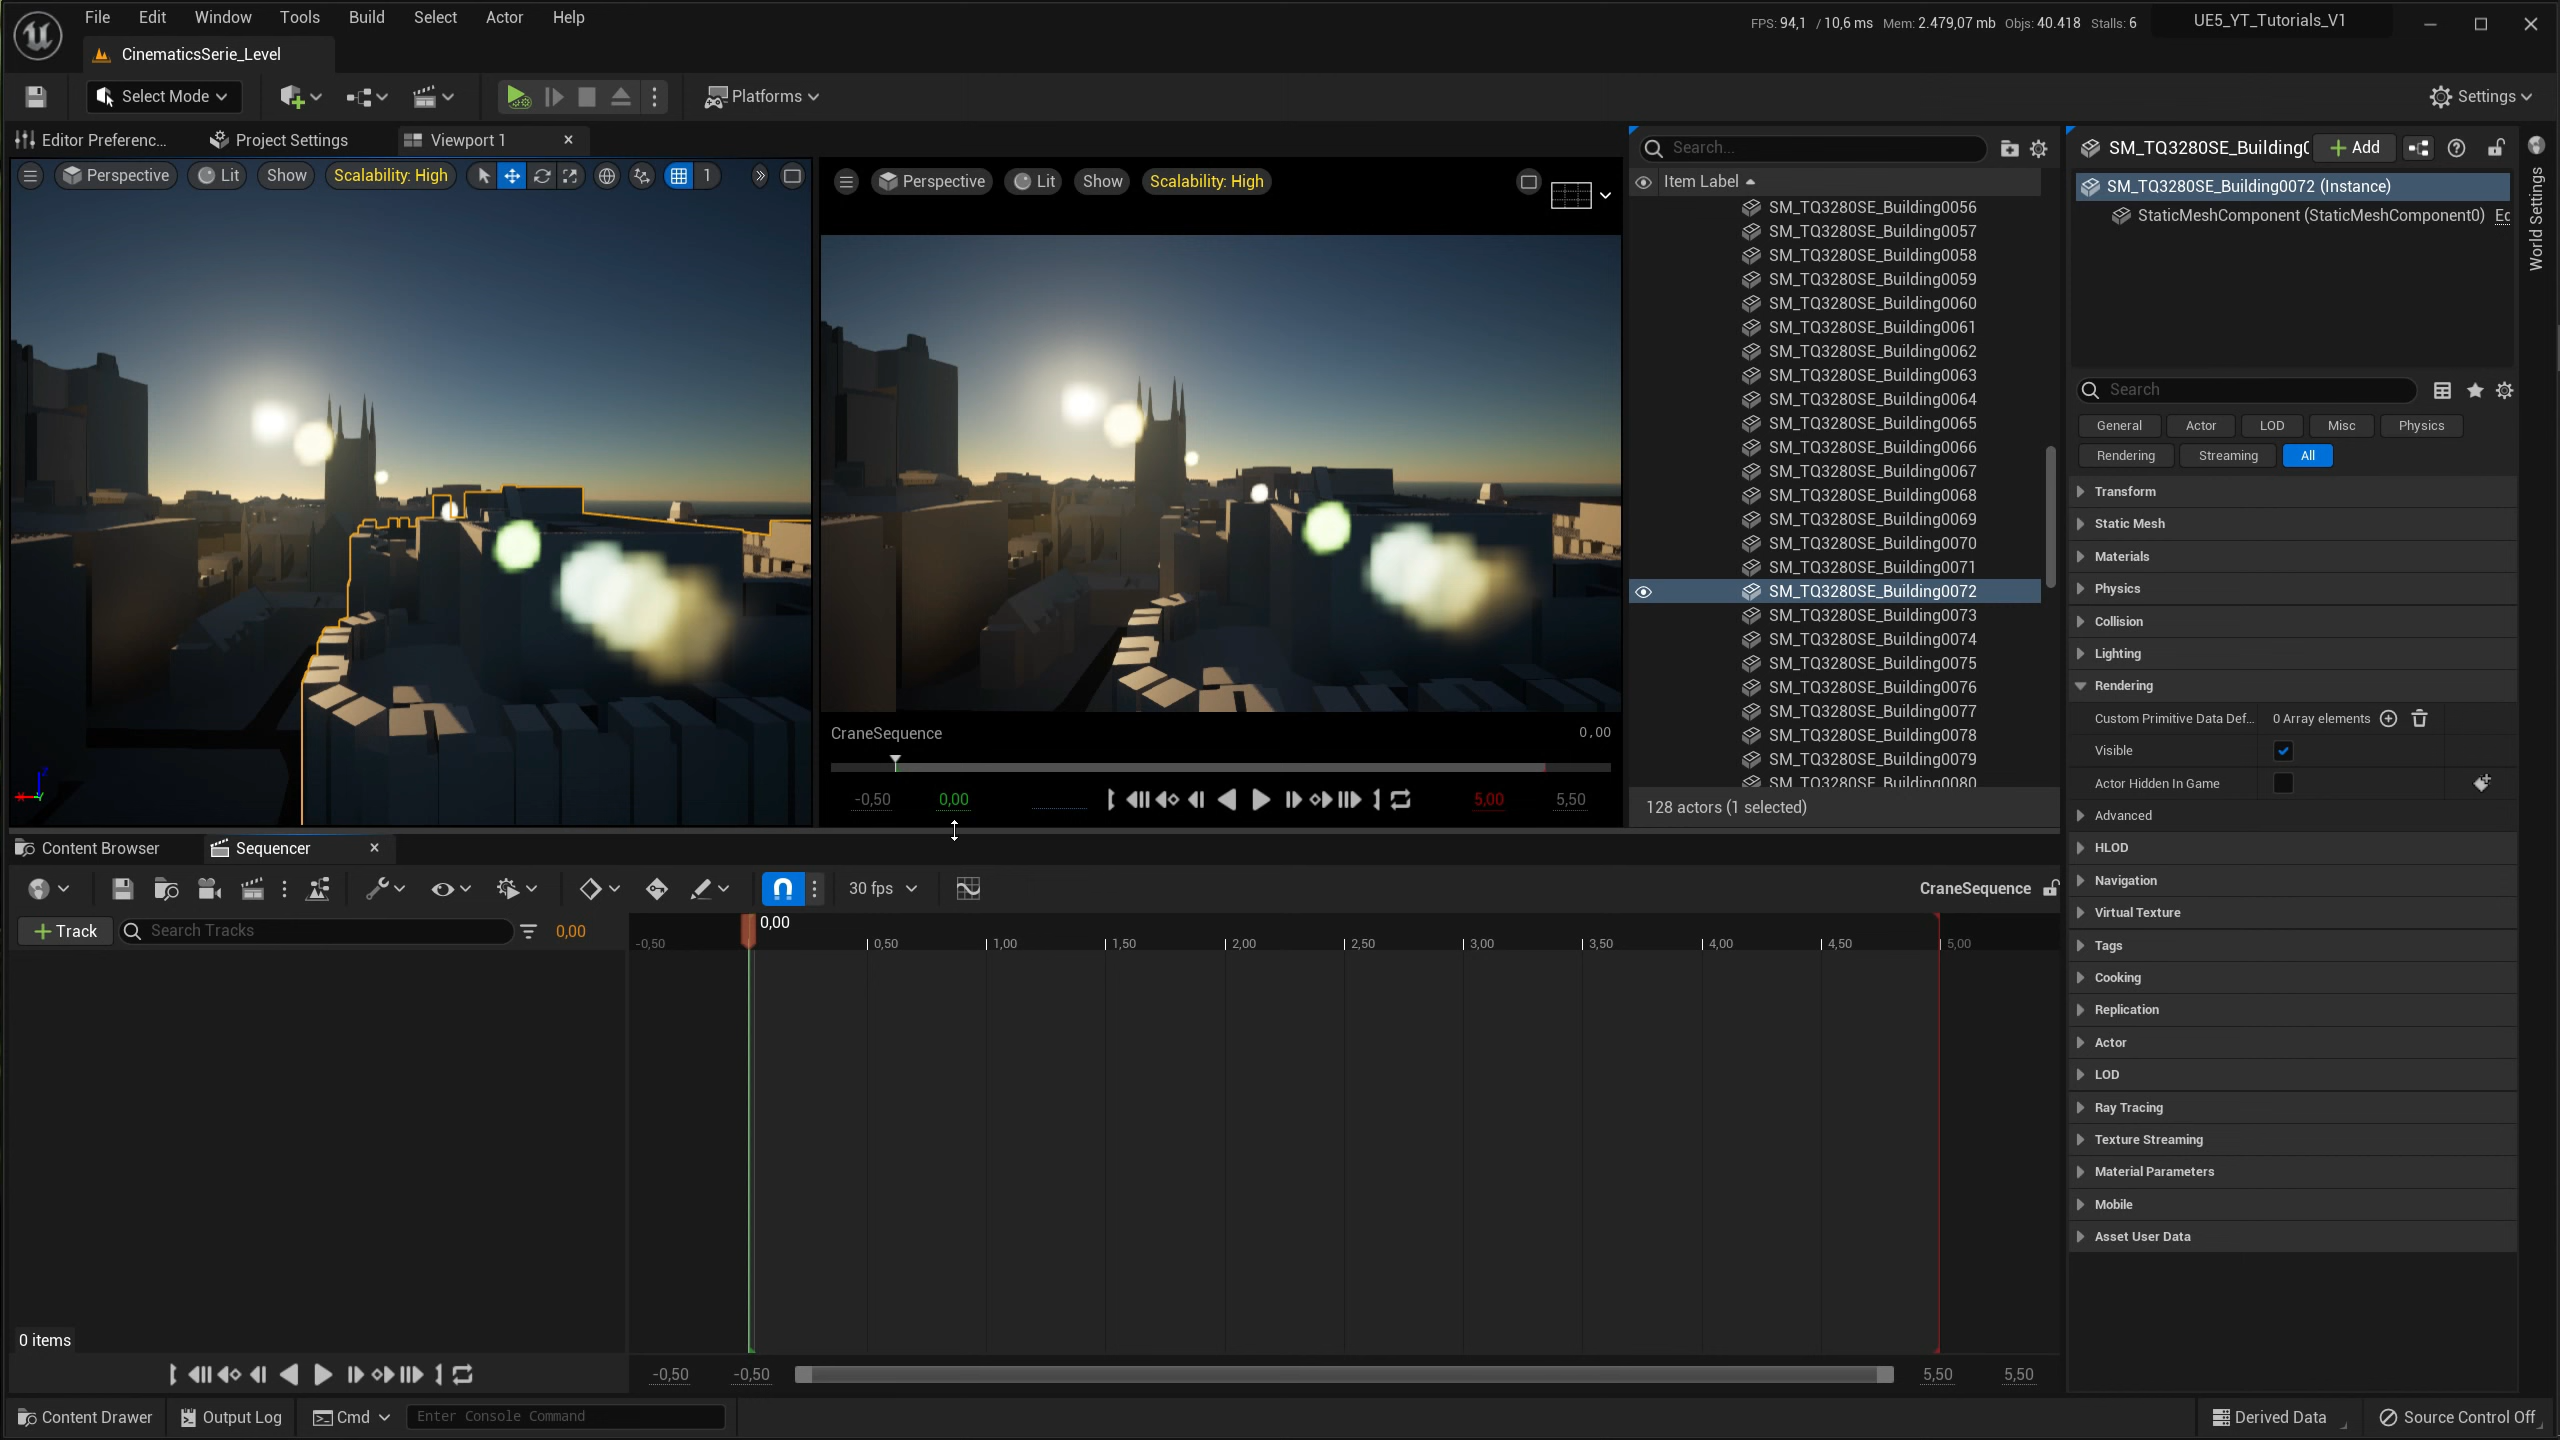 File Edit Window Tools Build Select Actor Help
FPS: 94,1 / 10,6 ms Mem: 2.479,07 mb Objs: 40.418 Stalls: 6
UE5_YT_Tutorials_V1
CinematicsSerie_Level
Select Mode
Platforms
Settings
Editor Preferenc...
Project Settings
Viewport 1
Perspective Lit Show Scalability: High 1
Perspective Lit Show Scalability: High
CraneSequence
0,00
-0,50 0,00 5,00 5,50
Search...
Item Label
SM_TQ3280SE_Building0056
SM_TQ3280SE_Building0057
SM_TQ3280SE_Building0058
SM_TQ3280SE_Building0059
SM_TQ3280SE_Building0060
SM_TQ3280SE_Building0061
SM_TQ3280SE_Building0062
SM_TQ3280SE_Building0063
SM_TQ3280SE_Building0064
SM_TQ3280SE_Building0065
SM_TQ3280SE_Building0066
SM_TQ3280SE_Building0067
SM_TQ3280SE_Building0068
SM_TQ3280SE_Building0069
SM_TQ3280SE_Building0070
SM_TQ3280SE_Building0071
SM_TQ3280SE_Building0072
SM_TQ3280SE_Building0073
SM_TQ3280SE_Building0074
SM_TQ3280SE_Building0075
SM_TQ3280SE_Building0076
SM_TQ3280SE_Building0077
SM_TQ3280SE_Building0078
SM_TQ3280SE_Building0079
SM_TQ3280SE_Building0080
128 actors (1 selected)
SM_TQ3280SE_Building0
Add
SM_TQ3280SE_Building0072 (Instance)
StaticMeshComponent (StaticMeshComponent0) Ec
World Settings
Search
General Actor LOD Misc Physics
Rendering Streaming All
Transform
Static Mesh
Materials
Physics
Collision
Lighting
Rendering
Custom Primitive Data Def... 0 Array elements
Visible
Actor Hidden In Game
Advanced
HLOD
Navigation
Virtual Texture
Tags
Cooking
Replication
Actor
LOD
Ray Tracing
Texture Streaming
Material Parameters
Mobile
Asset User Data
Content Browser
Sequencer
30 fps
CraneSequence
Track
Search Tracks
0,00
0,00
-0,50 0,50 1,00 1,50 2,00 2,50 3,00 3,50 4,00 4,50 5,00
0 items
-0,50 -0,50 5,50 5,50
Content Drawer
Output Log
Cmd
Enter Console Command
Derived Data
Source Control Off